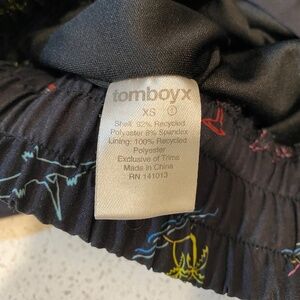 tomboyx
XS
Shell: 92% Recycled
Polyester 8% Spandex
Lining: 100% Recycled
Polyester
Exclusive of Trims
Made in China
RN 141013